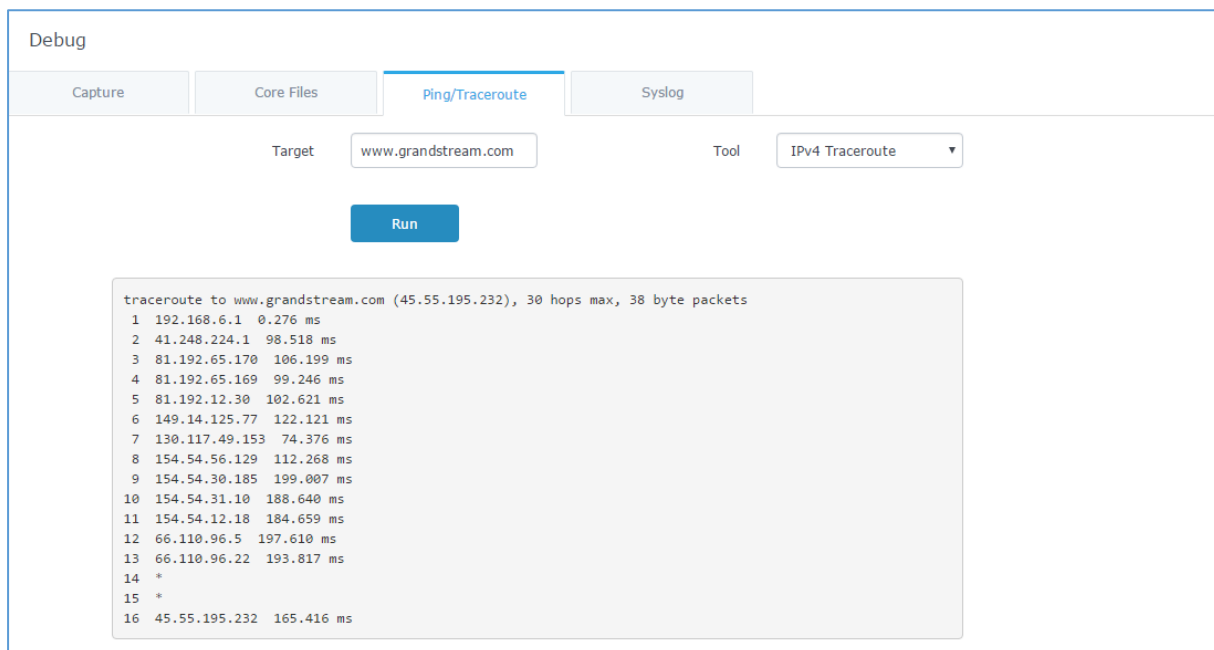 Debug
Capture Core Files Ping/Traceroute Syslog
Target www.grandstream.com Tool IPv4 Traceroute
Run
traceroute to www.grandstream.com (45.55.195.232), 30 hops max, 38 byte packets
1 192.168.6.1 0.276 ms
2 41.248.224.1 98.518 ms
3 81.192.65.170 106.199 ms
4 81.192.65.169 99.246 ms
5 81.192.12.30 102.621 ms
6 149.14.125.77 122.121 ms
7 130.117.49.153 74.376 ms
8 154.54.56.129 112.268 ms
9 154.54.30.185 199.007 ms
10 154.54.31.10 188.640 ms
11 154.54.12.18 184.659 ms
12 66.110.96.5 197.610 ms
13 66.110.96.22 193.817 ms
14 *
15 *
16 45.55.195.232 165.416 ms